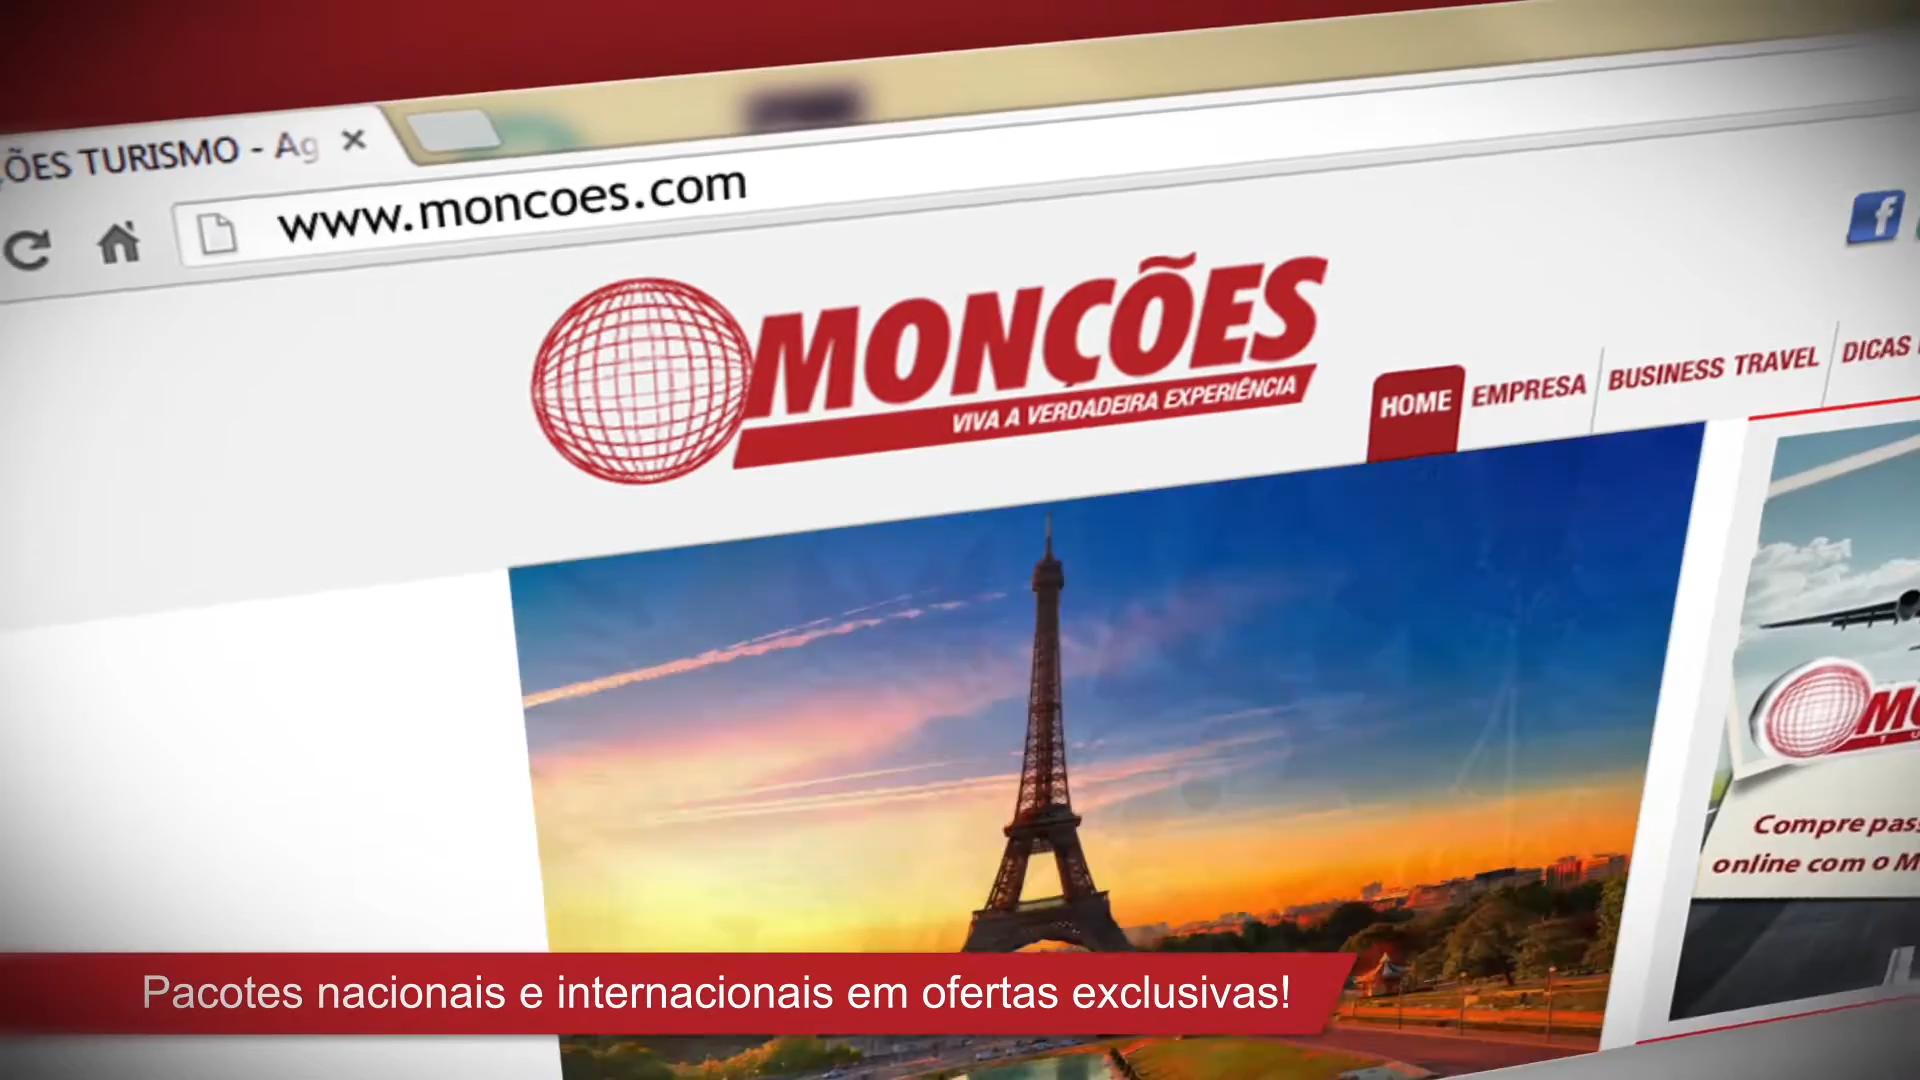 ÕES TURISMO - Ag
www.moncoes.com
MONÇÕES
VIVA A VERDADEIRA EXPERIÊNCIA
HOME
EMPRESA
BUSINESS TRAVEL
DICAS
Compre pas
online com o M
Pacotes nacionais e internacionais em ofertas exclusivas!